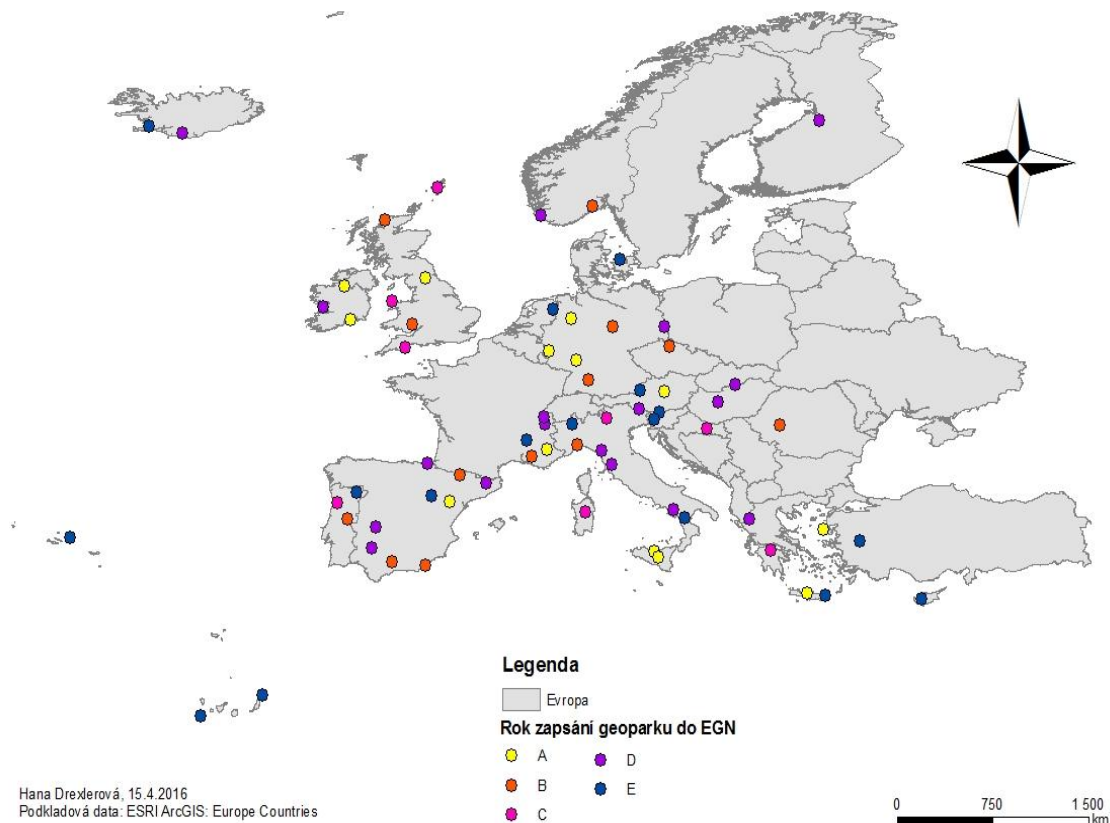 Legenda
Evropa
Rok zapsání geoparku do EGN
A
B
C
D
E
Hana Drexlerová, 15.4.2016
Podkladová data: ESRI ArcGIS: Europe Countries
0 750 1 500
km